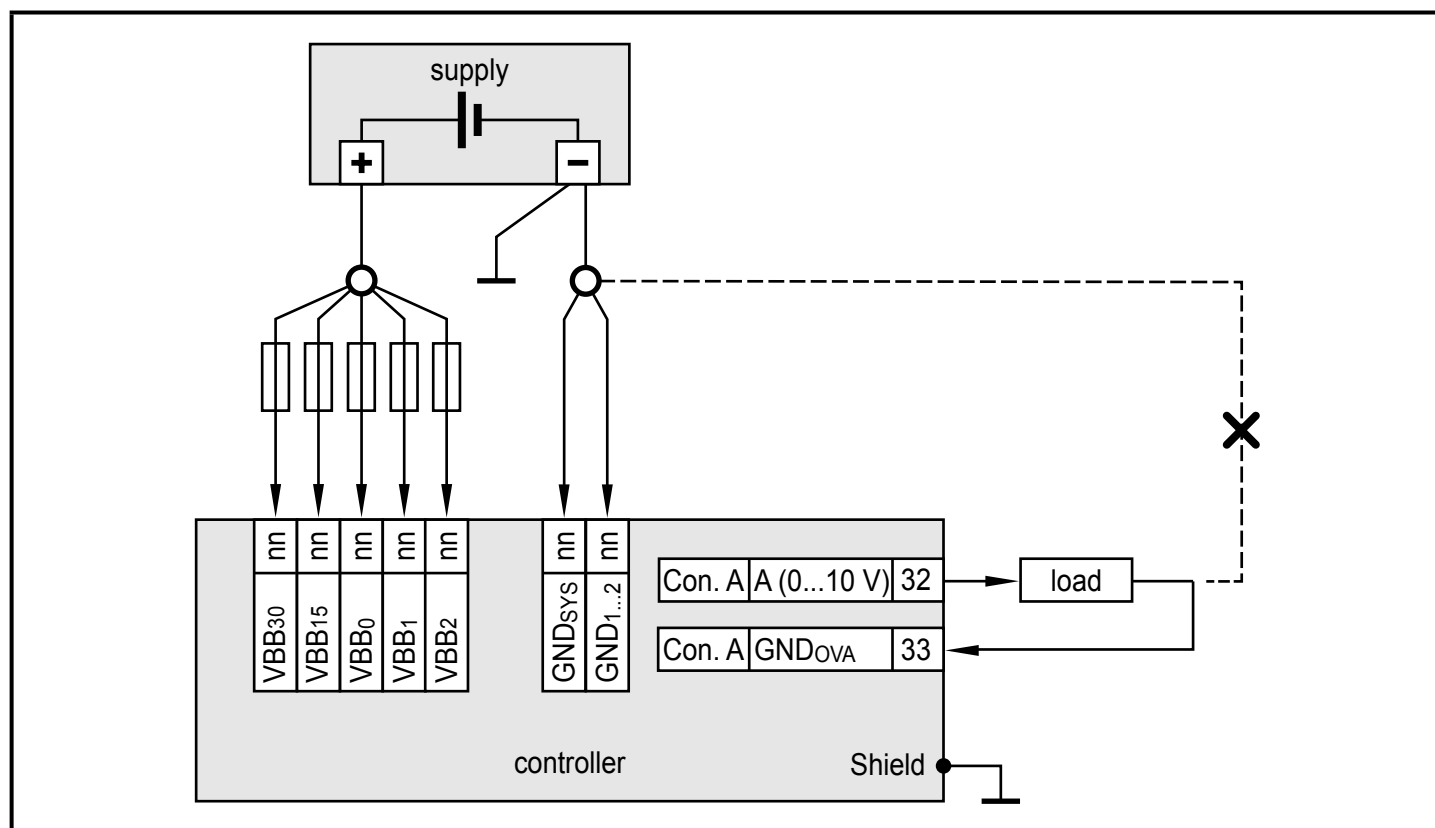 supply
+ −
nn nn nn nn nn nn nn
VBB30 VBB15 VBB0 VBB1 VBB2 GNDSYS GND1...2
Con. A A (0...10 V) 32
load
Con. A GNDOVA 33
controller
Shield